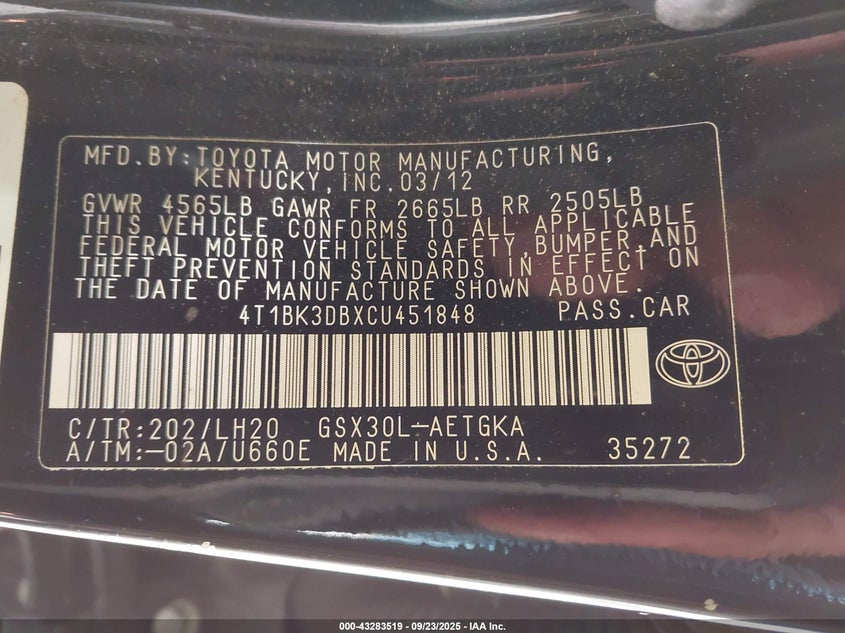 MFD.BY:TOYOTA MOTOR MANUFACTURING,
KENTUCKY,INC.03/12
GVWR 4565LB GAWR FR 2665LB RR 2505LB
THIS VEHICLE CONFORMS TO ALL APPLICABLE
FEDERAL MOTOR VEHICLE SAFETY,BUMPER,AND
THEFT PREVENTION STANDARDS IN EFFECT ON
THE DATE OF MANUFACTURE SHOWN ABOVE.
4T1BK3DBXCU451848 PASS.CAR
C/TR:202/LH20 GSX30L-AETGKA
A/TM:-02A/U660E MADE IN U.S.A. 35272
000-43283519 - 09/23/2025 - IAA Inc.